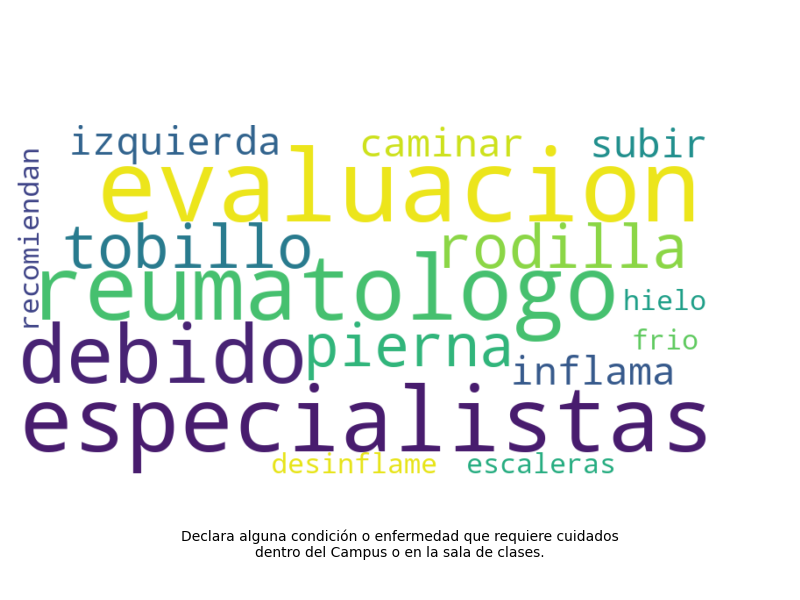 izquierda caminar subir
recomiendan
evaluacion
tobillo rodilla
reumatologo
hielo
debido pierna frio
inflama
especialistas
desinflame escaleras
Declara alguna condición o enfermedad que requiere cuidados
dentro del Campus o en la sala de clases.